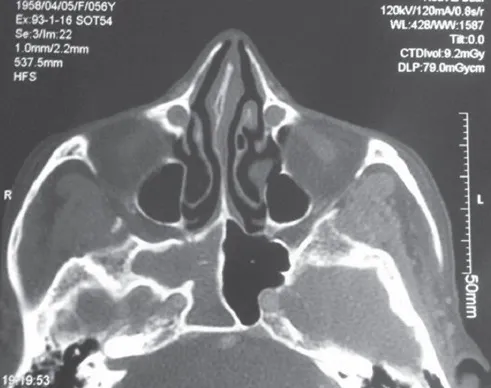 1958/04/05/F/056Y
Ex:93-1-16 SOT54
Se:3/Im:22
1.0mm/2.2mm
537.5mm
HFS
120kV/120mA/0.8s/r
WL:428/WW:1587
Tilt:0.0
CTDIvol:9.2mGy
DLP:79.0mGycm
R
L
50mm
19:19:53